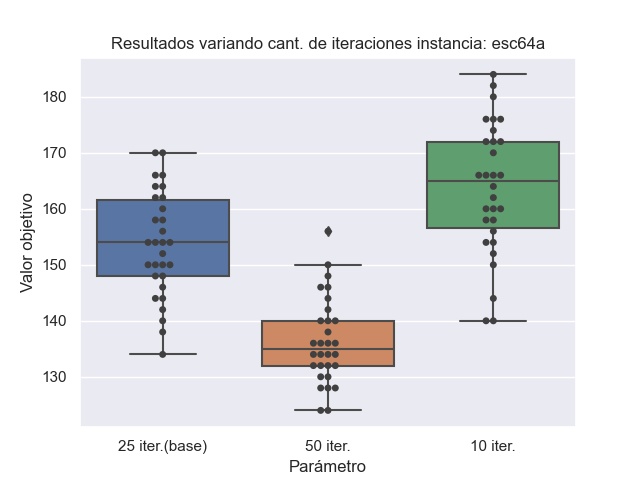 Resultados variando cant. de iteraciones instancia: esc64a
180
170
160
150
140
130
Valor objetivo
25 iter.(base)
50 iter.
10 iter.
Parámetro